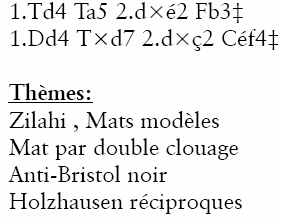 1.Td4 Ta5 2.d×é2 Fb3‡
1.Dd4 T×d7 2.d×ç2 Céf4‡
Thèmes:
Zilahi , Mats modèles
Mat par double clouage
Anti-Bristol noir
Holzhausen réciproques